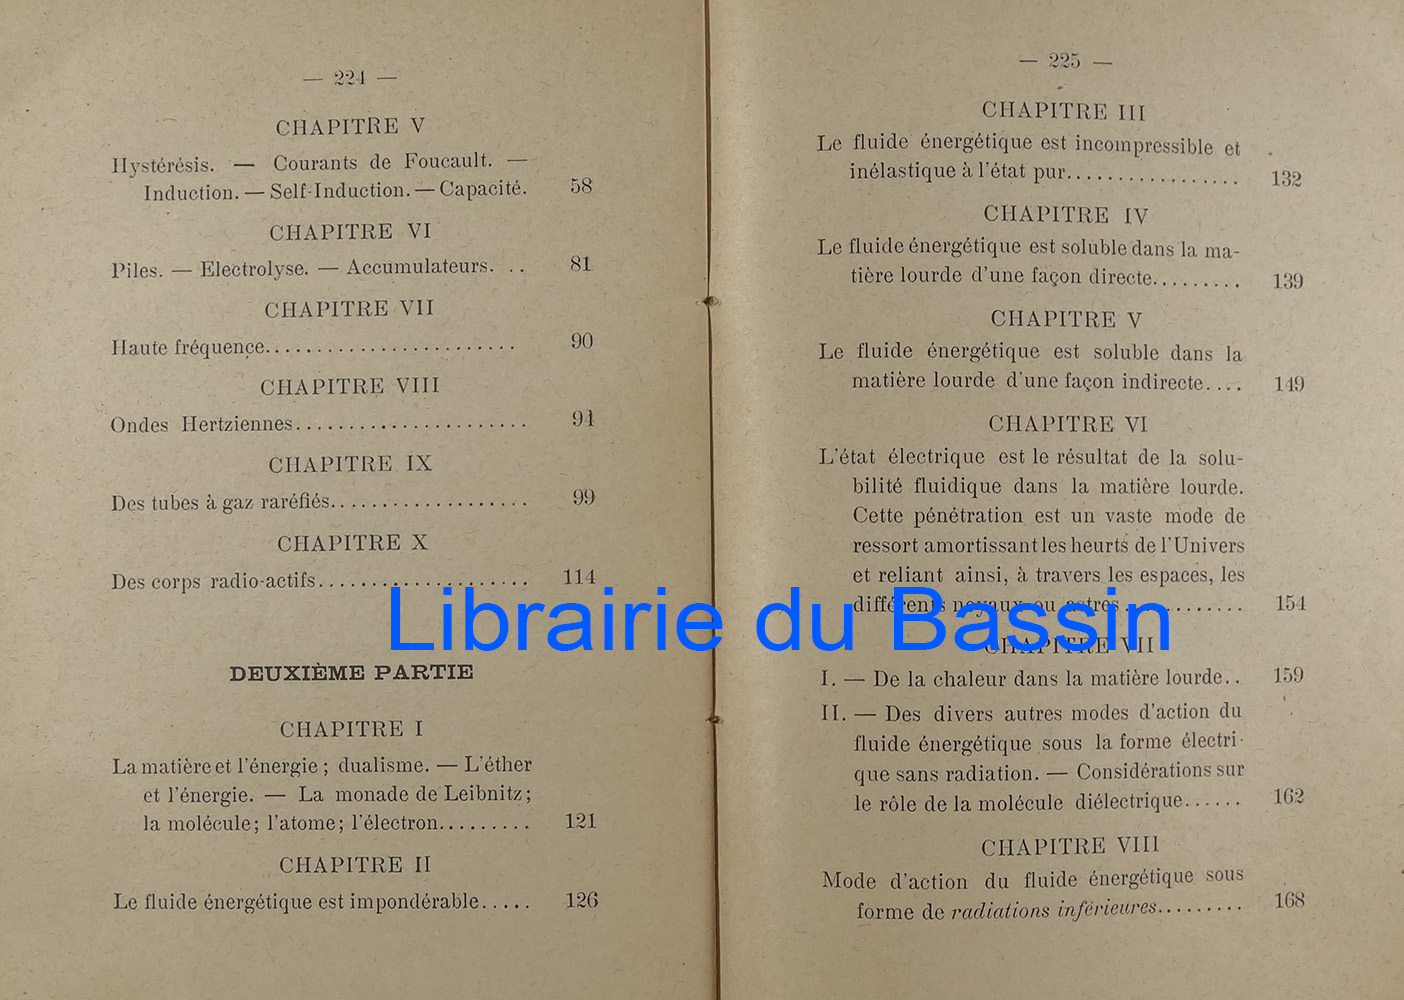 — 224 —
CHAPITRE V
Hystérésis. — Courants de Foucault. —
Induction. — Self-Induction. — Capacité. 58
CHAPITRE VI
Piles. — Electrolyse. — Accumulateurs. .. 81
CHAPITRE VII
Haute fréquence........................ 90
CHAPITRE VIII
Ondes Hertziennes...................... 94
CHAPITRE IX
Des tubes à gaz raréfiés................... 99
CHAPITRE X
Des corps radio-actifs.................... 114
DEUXIÈME PARTIE
CHAPITRE I
La matière et l'énergie ; dualisme. — L'éther
et l'énergie. — La monade de Leibnitz ;
la molécule ; l'atome ; l'électron......... 121
CHAPITRE II
Le fluide énergétique est impondérable..... 126
— 225 —
CHAPITRE III
Le fluide énergétique est incompressible et
inélastique à l'état pur................. 132
CHAPITRE IV
Le fluide énergétique est soluble dans la ma-
tière lourde d'une façon directe......... 139
CHAPITRE V
Le fluide énergétique est soluble dans la
matière lourde d'une façon indirecte.... 149
CHAPITRE VI
L'état électrique est le résultat de la solu-
bilité fluidique dans la matière lourde.
Cette pénétration est un vaste mode de
ressort amortissant les heurts de l'Univers
et reliant ainsi, à travers les espaces, les
différents noyaux ou astres............ 154
Librairie du Bassin
CHAPITRE VII
I. — De la chaleur dans la matière lourde.. 159
II. — Des divers autres modes d'action du
fluide énergétique sous la forme électri-
que sans radiation. — Considérations sur
le rôle de la molécule diélectrique...... 162
CHAPITRE VIII
Mode d'action du fluide énergétique sous
forme de radiations inférieures......... 168